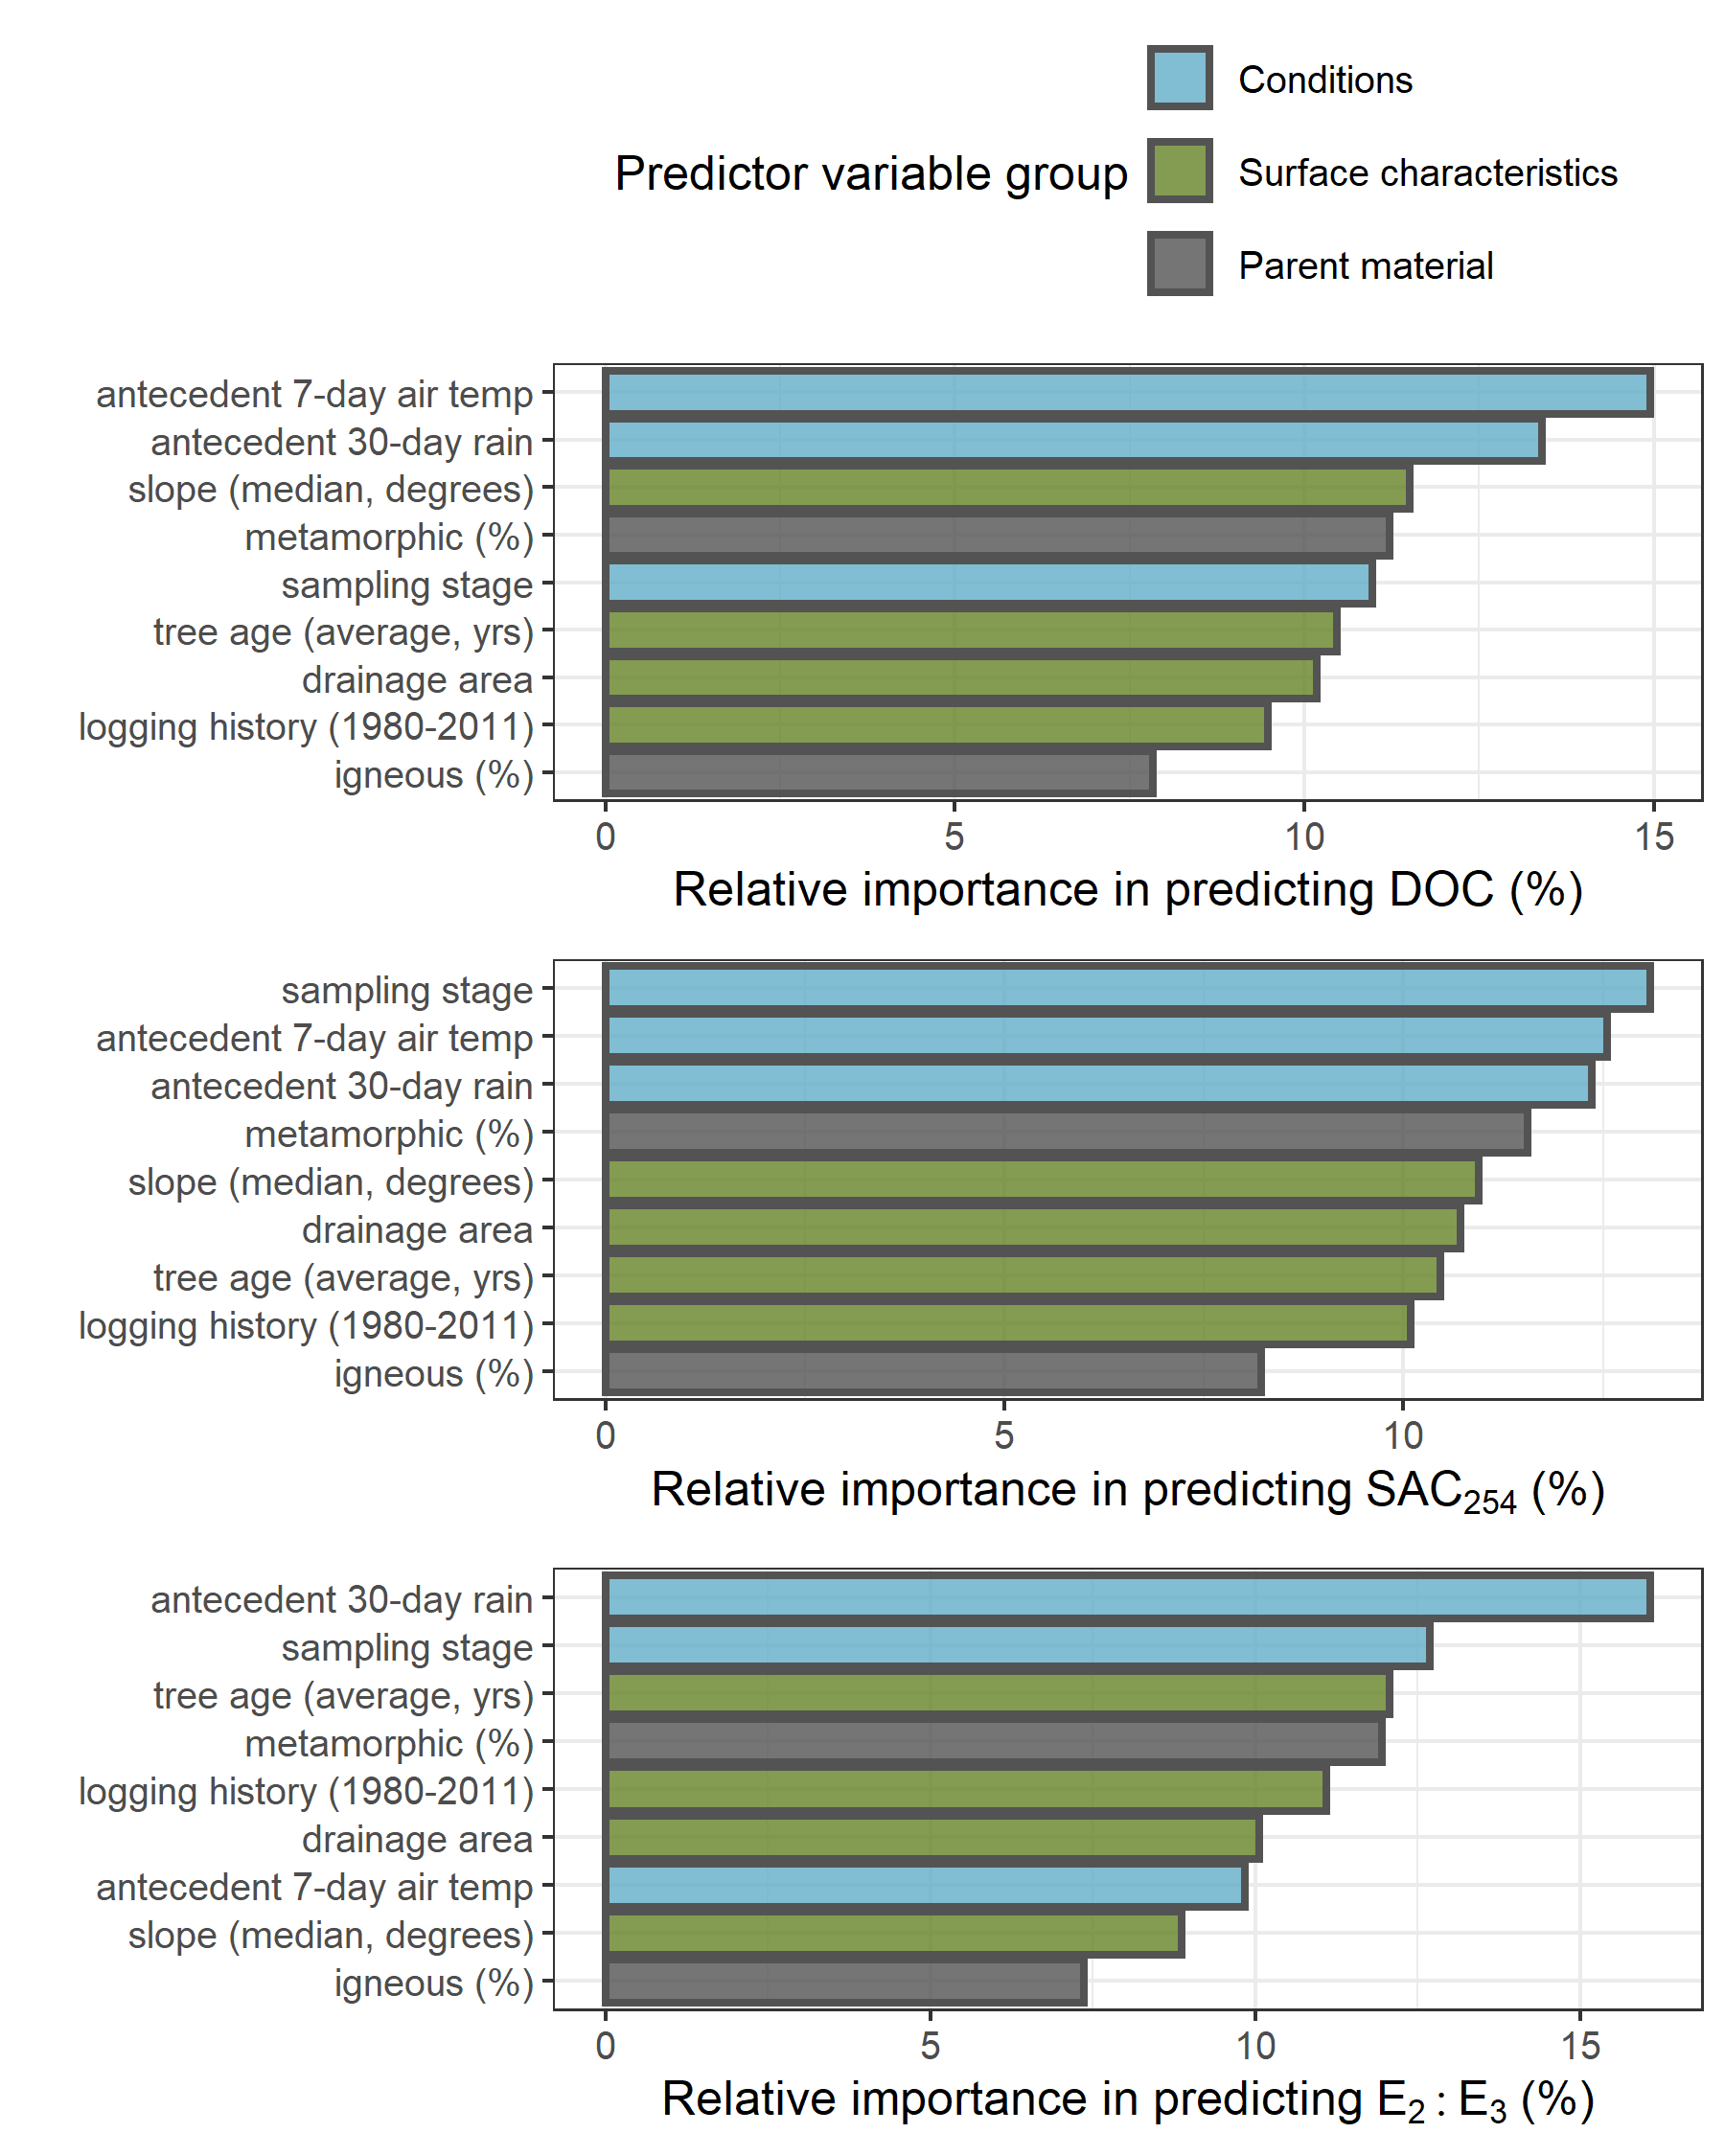 Conditions
Predictor variable group
Surface characteristics
Parent material
antecedent 7-day air temp
antecedent 30-day rain
slope (median, degrees)
metamorphic (%)
sampling stage
tree age (average, yrs)
drainage area
logging history (1980-2011)
igneous (%)
0 5 10 15
Relative importance in predicting DOC (%)
sampling stage
antecedent 7-day air temp
antecedent 30-day rain
metamorphic (%)
slope (median, degrees)
drainage area
tree age (average, yrs)
logging history (1980-2011)
igneous (%)
0 5 10
Relative importance in predicting SAC₂₅₄ (%)
antecedent 30-day rain
sampling stage
tree age (average, yrs)
metamorphic (%)
logging history (1980-2011)
drainage area
antecedent 7-day air temp
slope (median, degrees)
igneous (%)
0 5 10 15
Relative importance in predicting E₂ : E₃ (%)